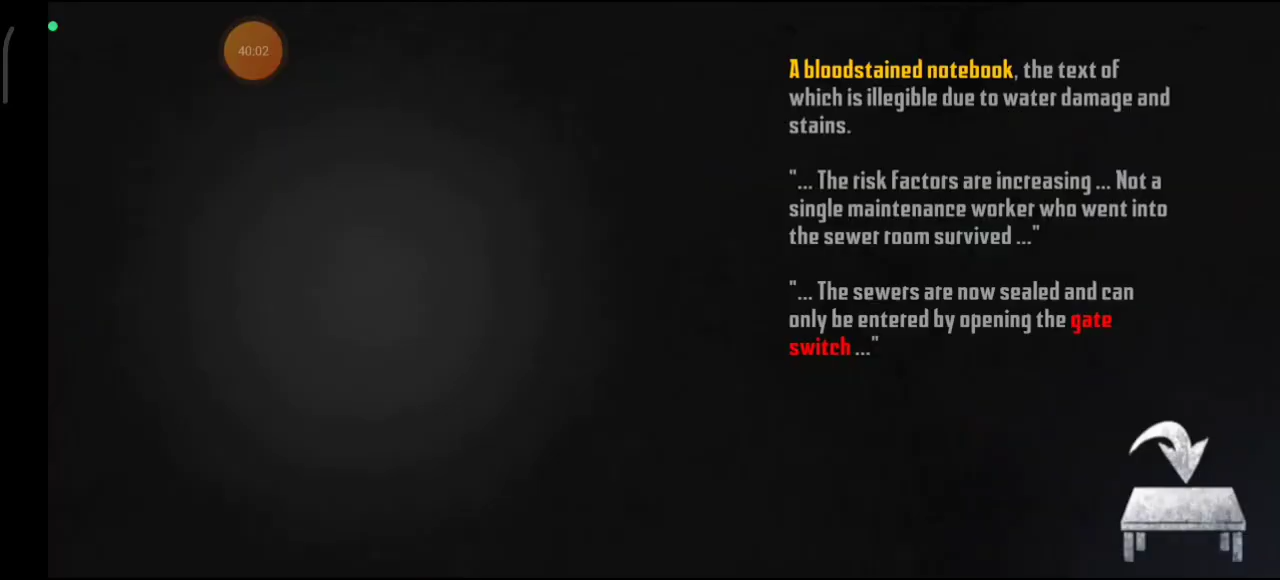 40:02
A bloodstained notebook, the text of
which is illegible due to water damage and
stains.
"... The risk factors are increasing ... Not a
single maintenance worker who went into
the sewer room survived ..."
"... The sewers are now sealed and can
only be entered by opening the gate
switch ..."